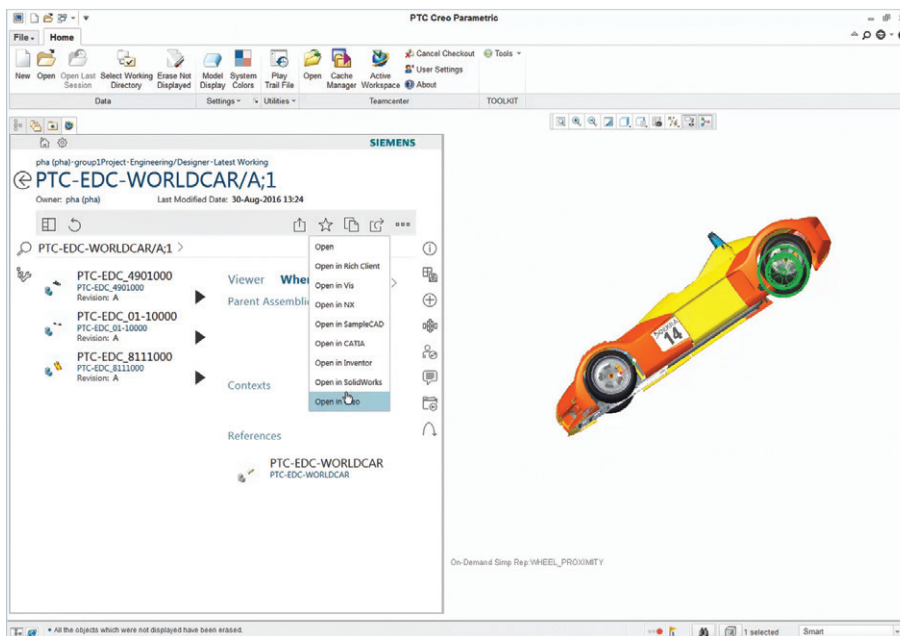 PTC Creo Parametric
File
Home
New Open Open Last Session Select Working Directory Erase Not Displayed Model Display System Colors Play Trail File Open Cache Manager Active Workspace
Cancel Checkout
User Settings
About
Tools
Data Settings Utilities Teamcenter TOOLKIT
SIEMENS
pha (pha)-group1Project-Engineering/Designer-Latest Working
PTC-EDC-WORLDCAR/A;1
Owner: pha (pha) Last Modified Date: 30-Aug-2016 13:24
PTC-EDC-WORLDCAR/A;1
PTC-EDC_4901000
PTC-EDC_4901000
Revision: A
PTC-EDC_01-10000
PTC-EDC_01-10000
Revision: A
PTC-EDC_8111000
PTC-EDC_8111000
Revision: A
Viewer Wher
Parent Assemblie
Contexts
References
PTC-EDC-WORLDCAR
PTC-EDC-WORLDCAR
Open
Open in Rich Client
Open in Vis
Open in NX
Open in SampleCAD
Open in CATIA
Open in Inventor
Open in SolidWorks
Open in
14
On-Demand Simp Rep:WHEEL_PROXIMITY
• All the objects which were not displayed have been erased.
1 selected
Smart